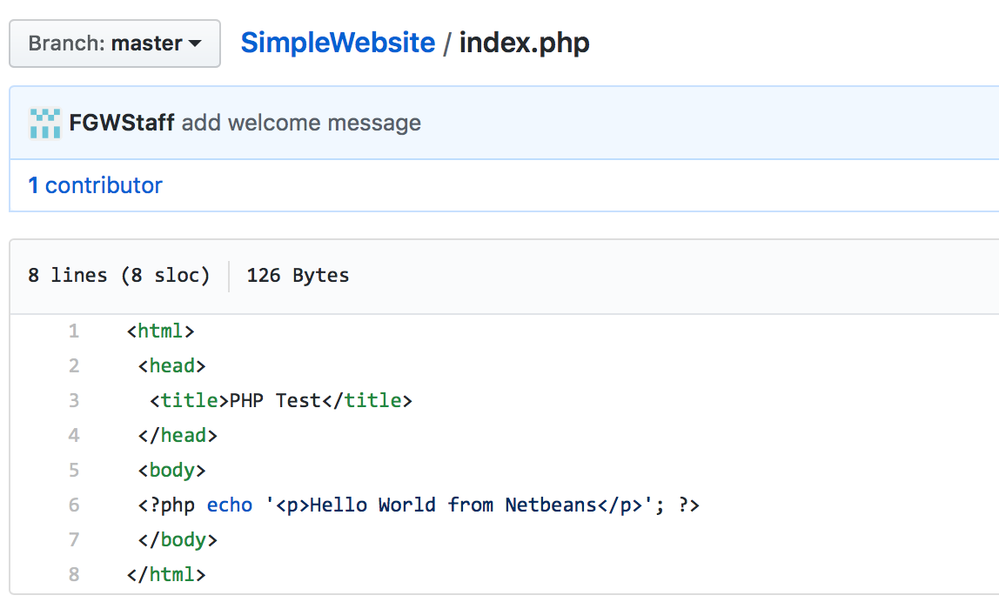 Branch: master SimpleWebsite / index.php
FGWStaff add welcome message
1 contributor
8 lines (8 sloc) 126 Bytes
1 <html>
2  <head>
3   <title>PHP Test</title>
4  </head>
5  <body>
6  <?php echo '<p>Hello World from Netbeans</p>'; ?>
7  </body>
8 </html>